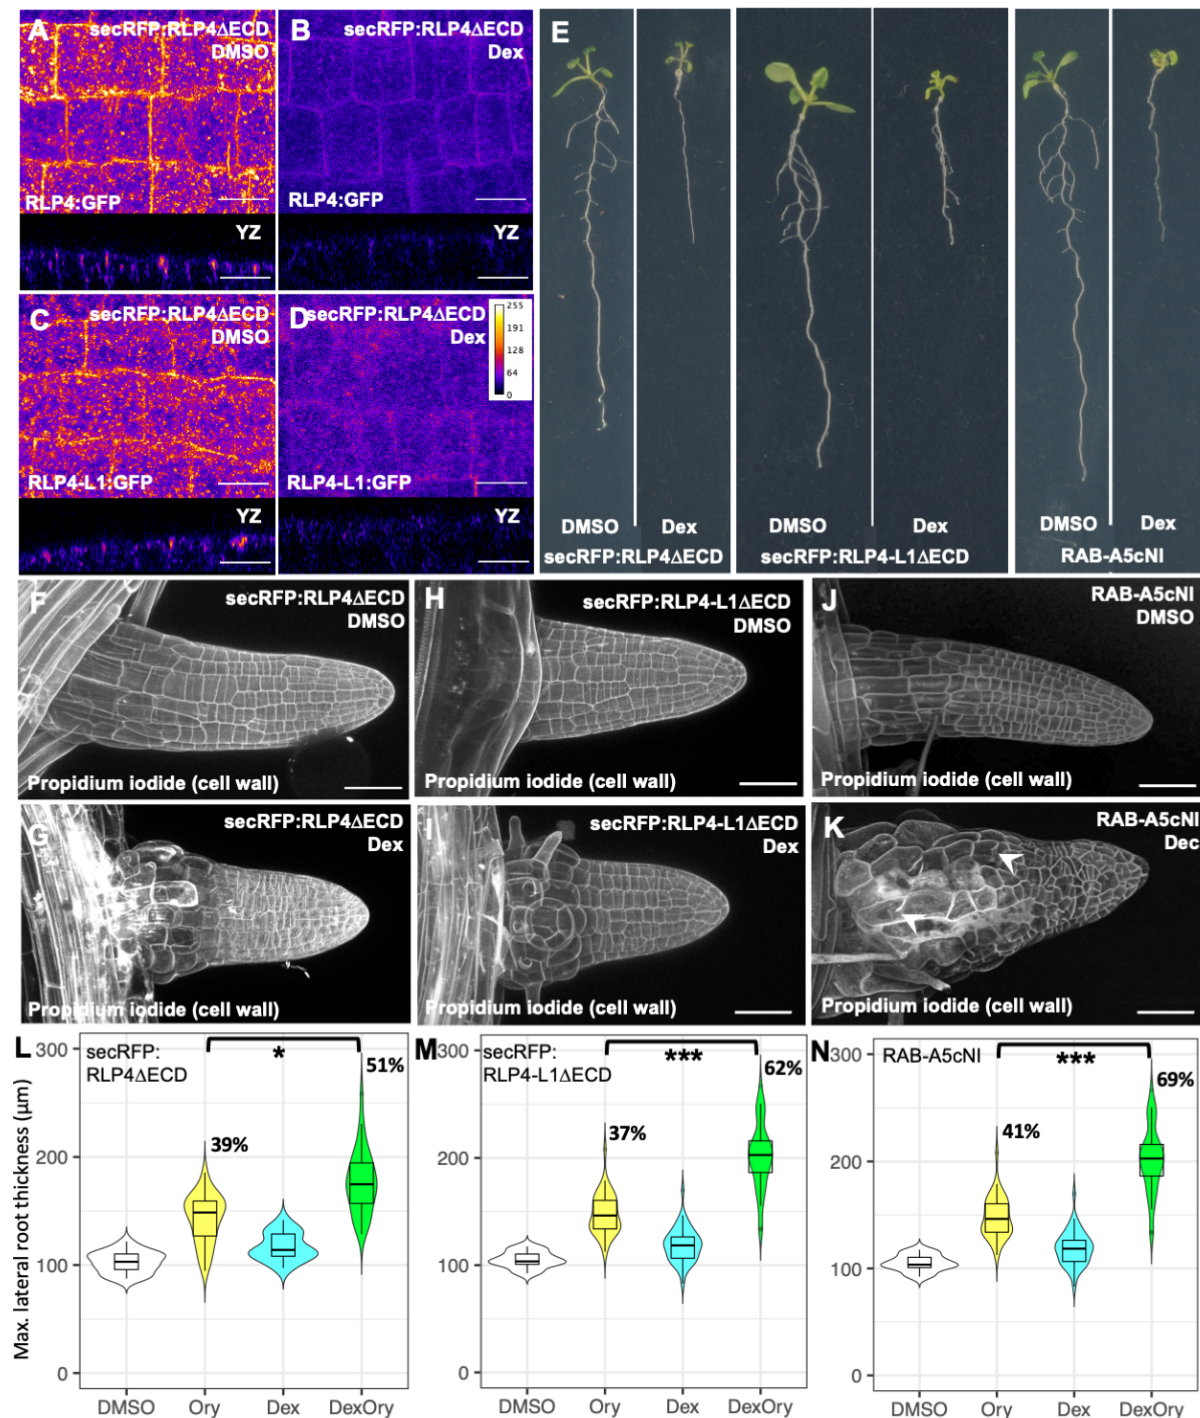 A
secRFP:RLP4ΔECD
DMSO
RLP4:GFP
YZ
B
secRFP:RLP4ΔECD
Dex
RLP4:GFP
YZ
C
secRFP:RLP4ΔECD
DMSO
RLP4-L1:GFP
YZ
D
secRFP:RLP4ΔECD
Dex
255
191
128
64
0
RLP4-L1:GFP
YZ
E
DMSO
Dex
secRFP:RLP4ΔECD
DMSO
Dex
secRFP:RLP4-L1ΔECD
DMSO
Dex
RAB-A5cNI
F
secRFP:RLP4ΔECD
DMSO
Propidium iodide (cell wall)
H
secRFP:RLP4-L1ΔECD
DMSO
Propidium iodide (cell wall)
J
RAB-A5cNI
DMSO
Propidium iodide (cell wall)
G
secRFP:RLP4ΔECD
Dex
Propidium iodide (cell wall)
I
secRFP:RLP4-L1ΔECD
Dex
Propidium iodide (cell wall)
K
RAB-A5cNI
Dec
Propidium iodide (cell wall)
L
secRFP:
RLP4ΔECD
*
39%
51%
Max. lateral root thickness (μm)
300
200
100
0
DMSO Ory Dex DexOry
M
secRFP:
RLP4-L1ΔECD
***
37%
62%
300
200
100
0
DMSO Ory Dex DexOry
N
RAB-A5cNI
***
41%
69%
300
200
100
0
DMSO Ory Dex DexOry